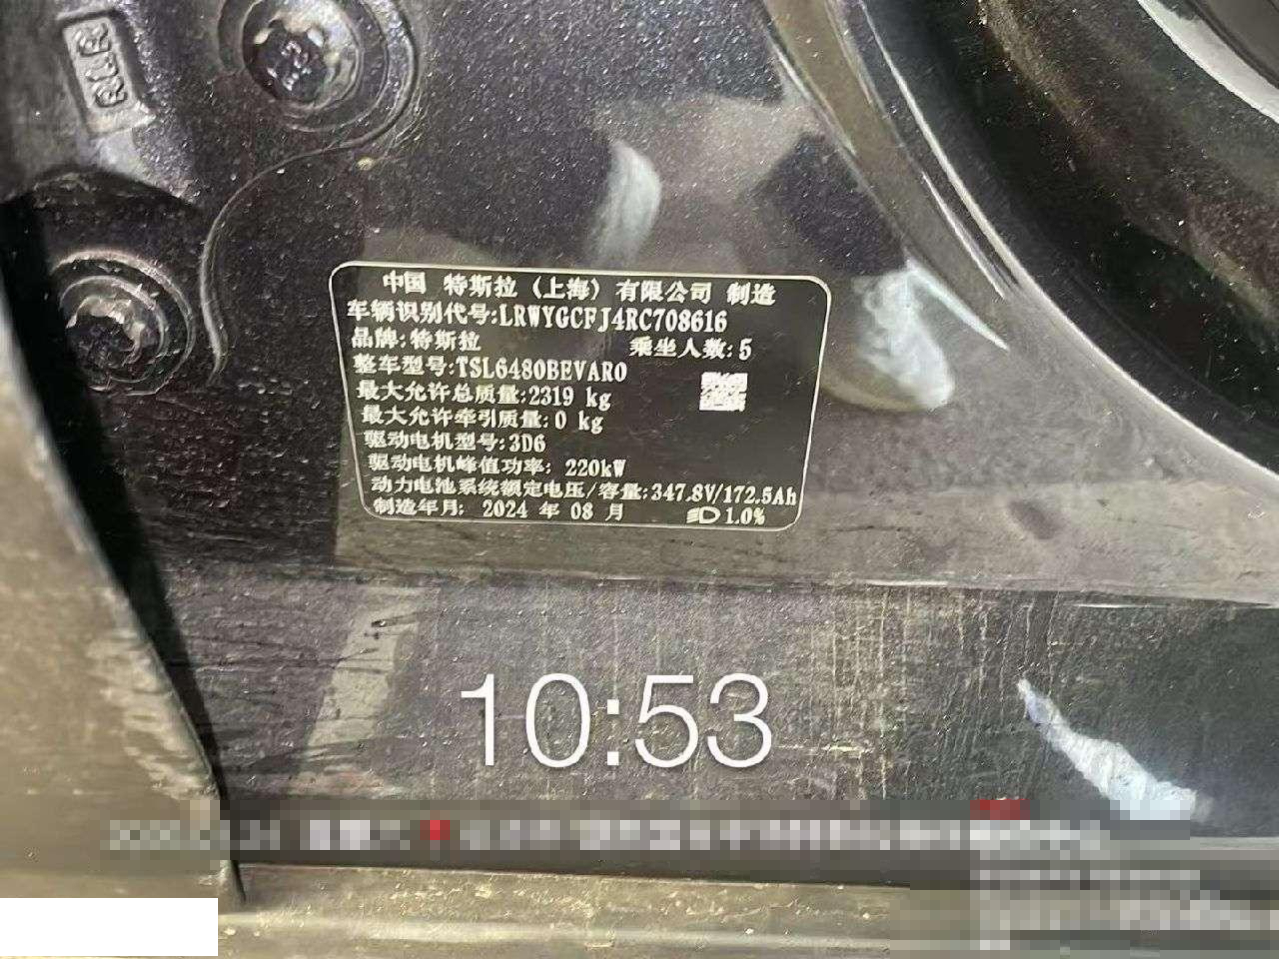 中国 特斯拉（上海）有限公司 制造
车辆识别代号:LRWYGCFJ4RC708616
品牌:特斯拉 乘坐人数:5
整车型号:TSL6480BEVAR0
最大允许总质量:2319 kg
最大允许牵引质量:0 kg
驱动电机型号:3D6
驱动电机峰值功率: 220kW
动力电池系统额定电压/容量:347.8V/172.5Ah
制造年月: 2024 年 08 月 1.0%
10:53